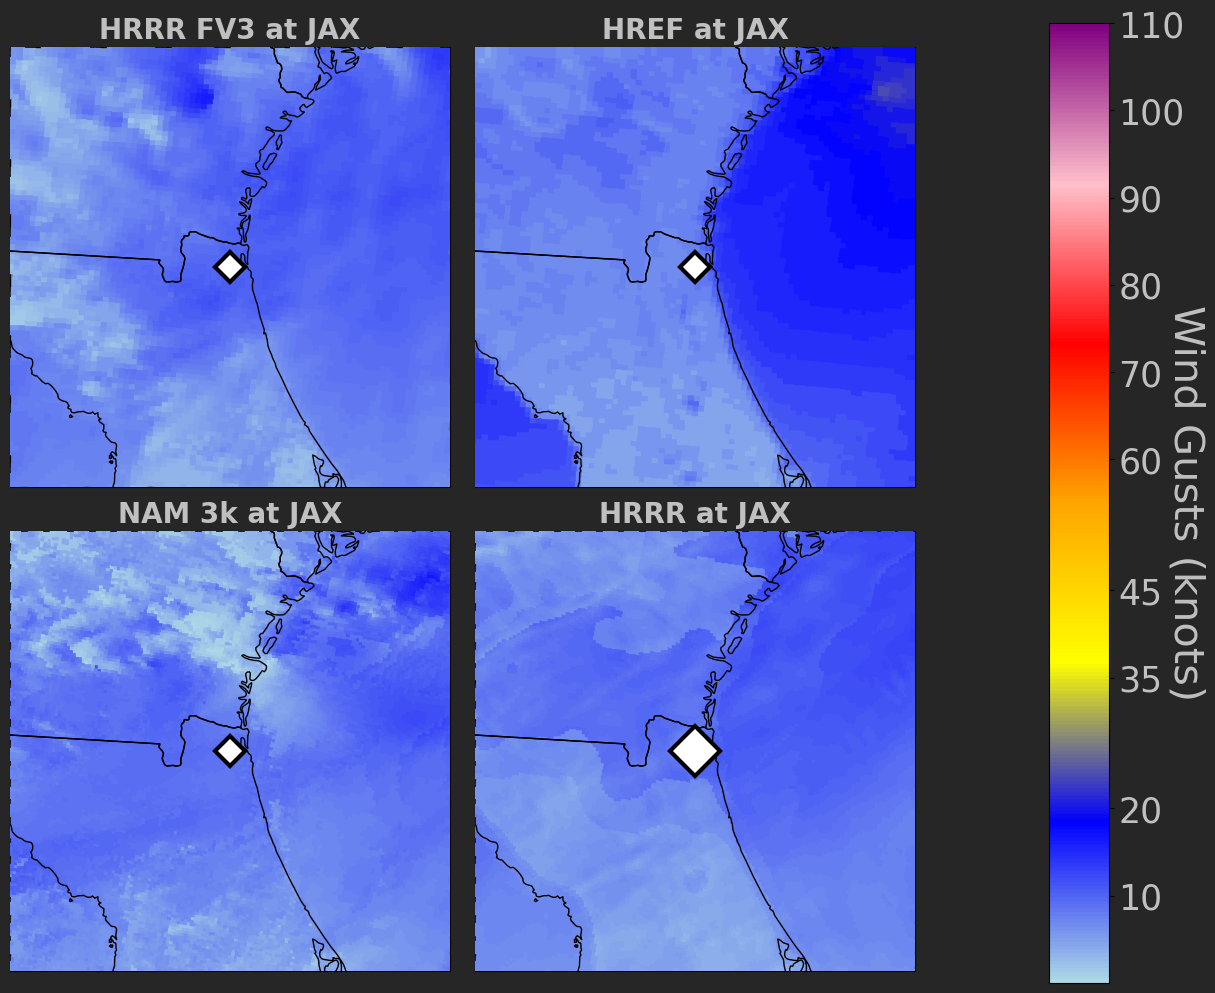 HRRR FV3 at JAX
HREF at JAX
NAM 3k at JAX
HRRR at JAX
110
100
90
80
70
60
45
35
20
10
Wind Gusts (knots)